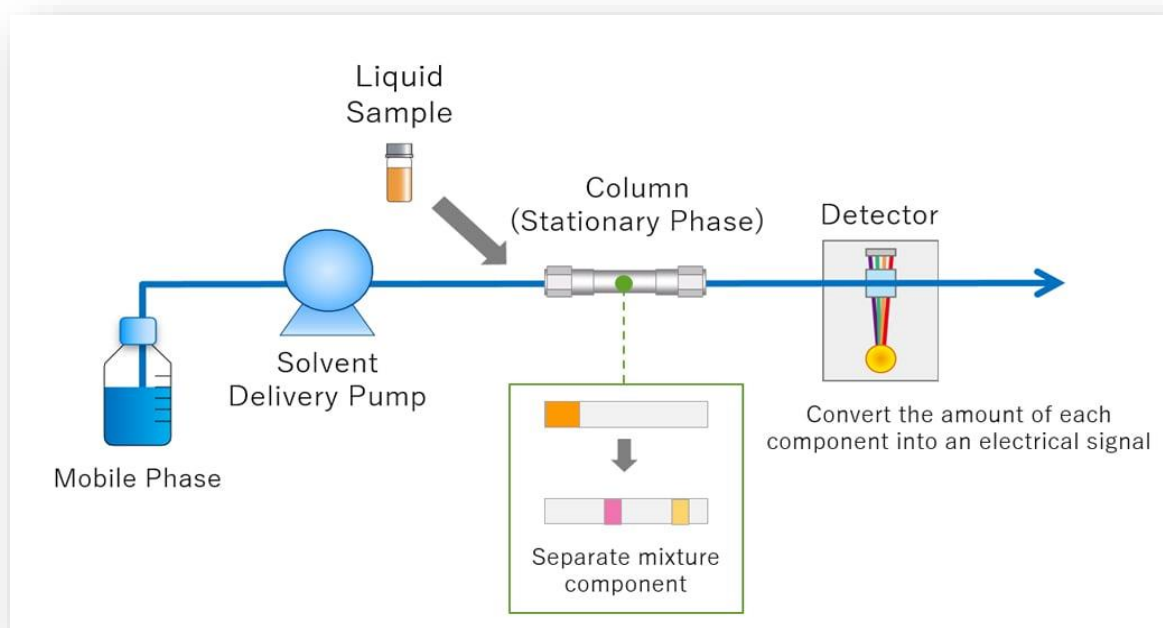 Liquid
Sample
Column
(Stationary Phase)
Detector
Solvent
Delivery Pump
Mobile Phase
Convert the amount of each
component into an electrical signal
Separate mixture
component